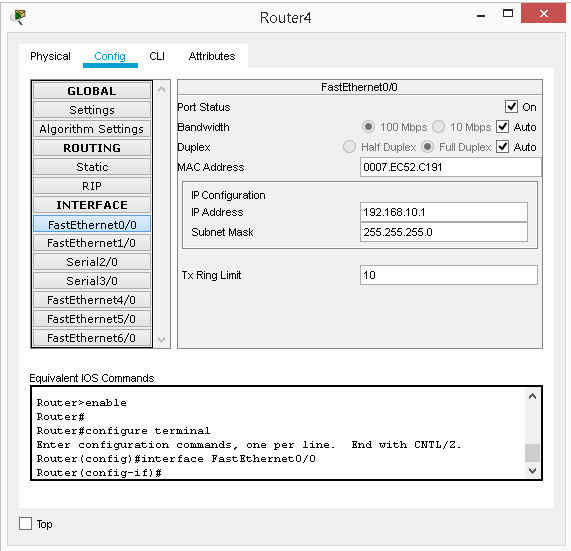 Router4
Physical Config CLI Attributes
GLOBAL
Settings
Algorithm Settings
ROUTING
Static
RIP
INTERFACE
FastEthernet0/0
FastEthernet1/0
Serial2/0
Serial3/0
FastEthernet4/0
FastEthernet5/0
FastEthernet6/0
FastEthernet0/0
Port Status On
Bandwidth 100 Mbps 10 Mbps Auto
Duplex Half Duplex Full Duplex Auto
MAC Address 0007.EC52.C191
IP Configuration
IP Address 192.168.10.1
Subnet Mask 255.255.255.0
Tx Ring Limit 10
Equivalent IOS Commands
Router>enable
Router#
Router#configure terminal
Enter configuration commands, one per line. End with CNTL/Z.
Router(config)#interface FastEthernet0/0
Router(config-if)#
Top